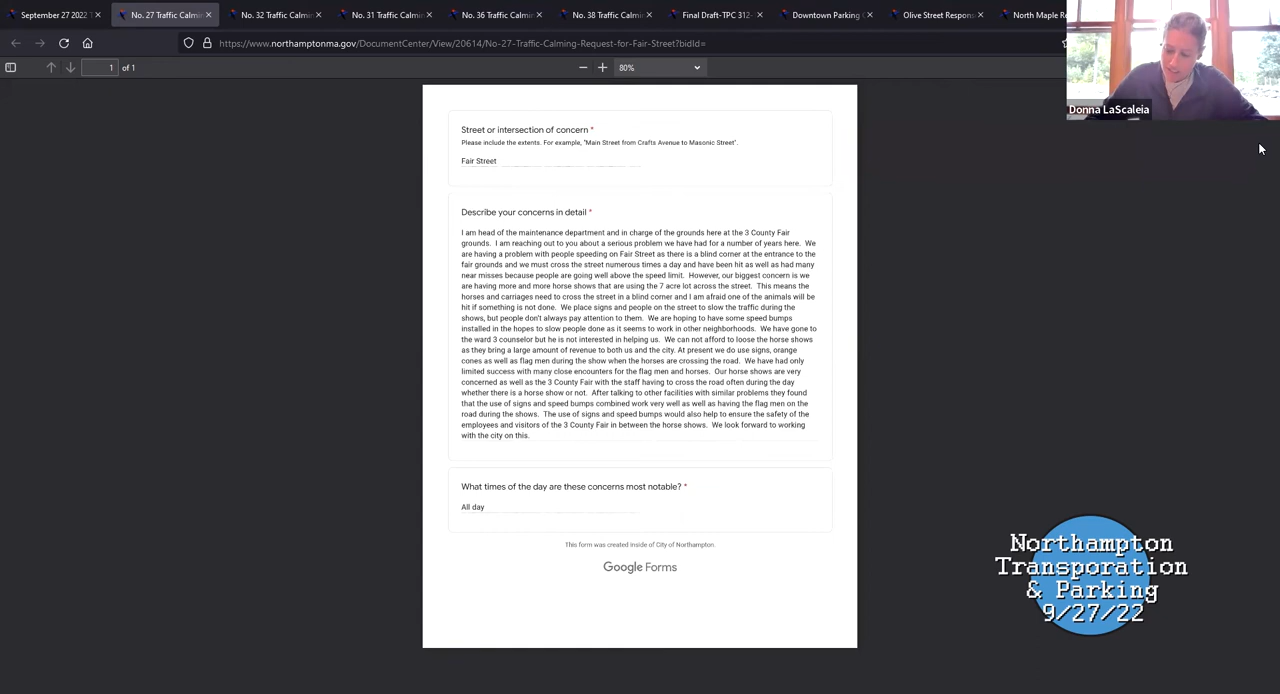 September 27 2022 T
No. 27 Traffic Calmin
No. 32 Traffic Calmin
No. 31 Traffic Calmin
No. 36 Traffic Calmin
No. 38 Traffic Calmin
Final Draft-TPC 312-
Downtown Parking C
Olive Street Respons
North Maple Re
https://www.northamptonma.gov/DocumentCenter/View/20614/No-27-Traffic-Calming-Request-for-Fair-Street?bidId=
1 of 1
80%
Donna LaScaleia
Street or intersection of concern *
Please include the extents. For example, "Main Street from Crafts Avenue to Masonic Street".
Fair Street
Describe your concerns in detail *
I am head of the maintenance department and in charge of the grounds here at the 3 County Fair
grounds. I am reaching out to you about a serious problem we have had for a number of years here. We
are having a problem with people speeding on Fair Street as there is a blind corner at the entrance to the
fair grounds and we must cross the street numerous times a day and have been hit as well as had many
near misses because people are going well above the speed limit. However, our biggest concern is we
are having more and more horse shows that are using the 7 acre lot across the street. This means the
horses and carriages need to cross the street in a blind corner and I am afraid one of the animals will be
hit if something is not done. We place signs and people on the street to slow the traffic during the
shows, but people don't always pay attention to them. We are hoping to have some speed bumps
installed in the hopes to slow people done as it seems to work in other neighborhoods. We have gone to
the ward 3 counselor but he is not interested in helping us. We can not afford to loose the horse shows
as they bring a large amount of revenue to both us and the city. At present we do use signs, orange
cones as well as flag men during the show when the horses are crossing the road. We have had only
limited success with many close encounters for the flag men and horses. Our horse shows are very
concerned as well as the 3 County Fair with the staff having to cross the road often during the day
whether there is a horse show or not. After talking to other facilities with similar problems they found
that the use of signs and speed bumps combined work very well as well as having the flag men on the
road during the shows. The use of signs and speed bumps would also help to ensure the safety of the
employees and visitors of the 3 County Fair in between the horse shows. We look forward to working
with the city on this.
What times of the day are these concerns most notable? *
All day
This form was created inside of City of Northampton.
Google Forms
Northampton
Transporation
& Parking
9/27/22